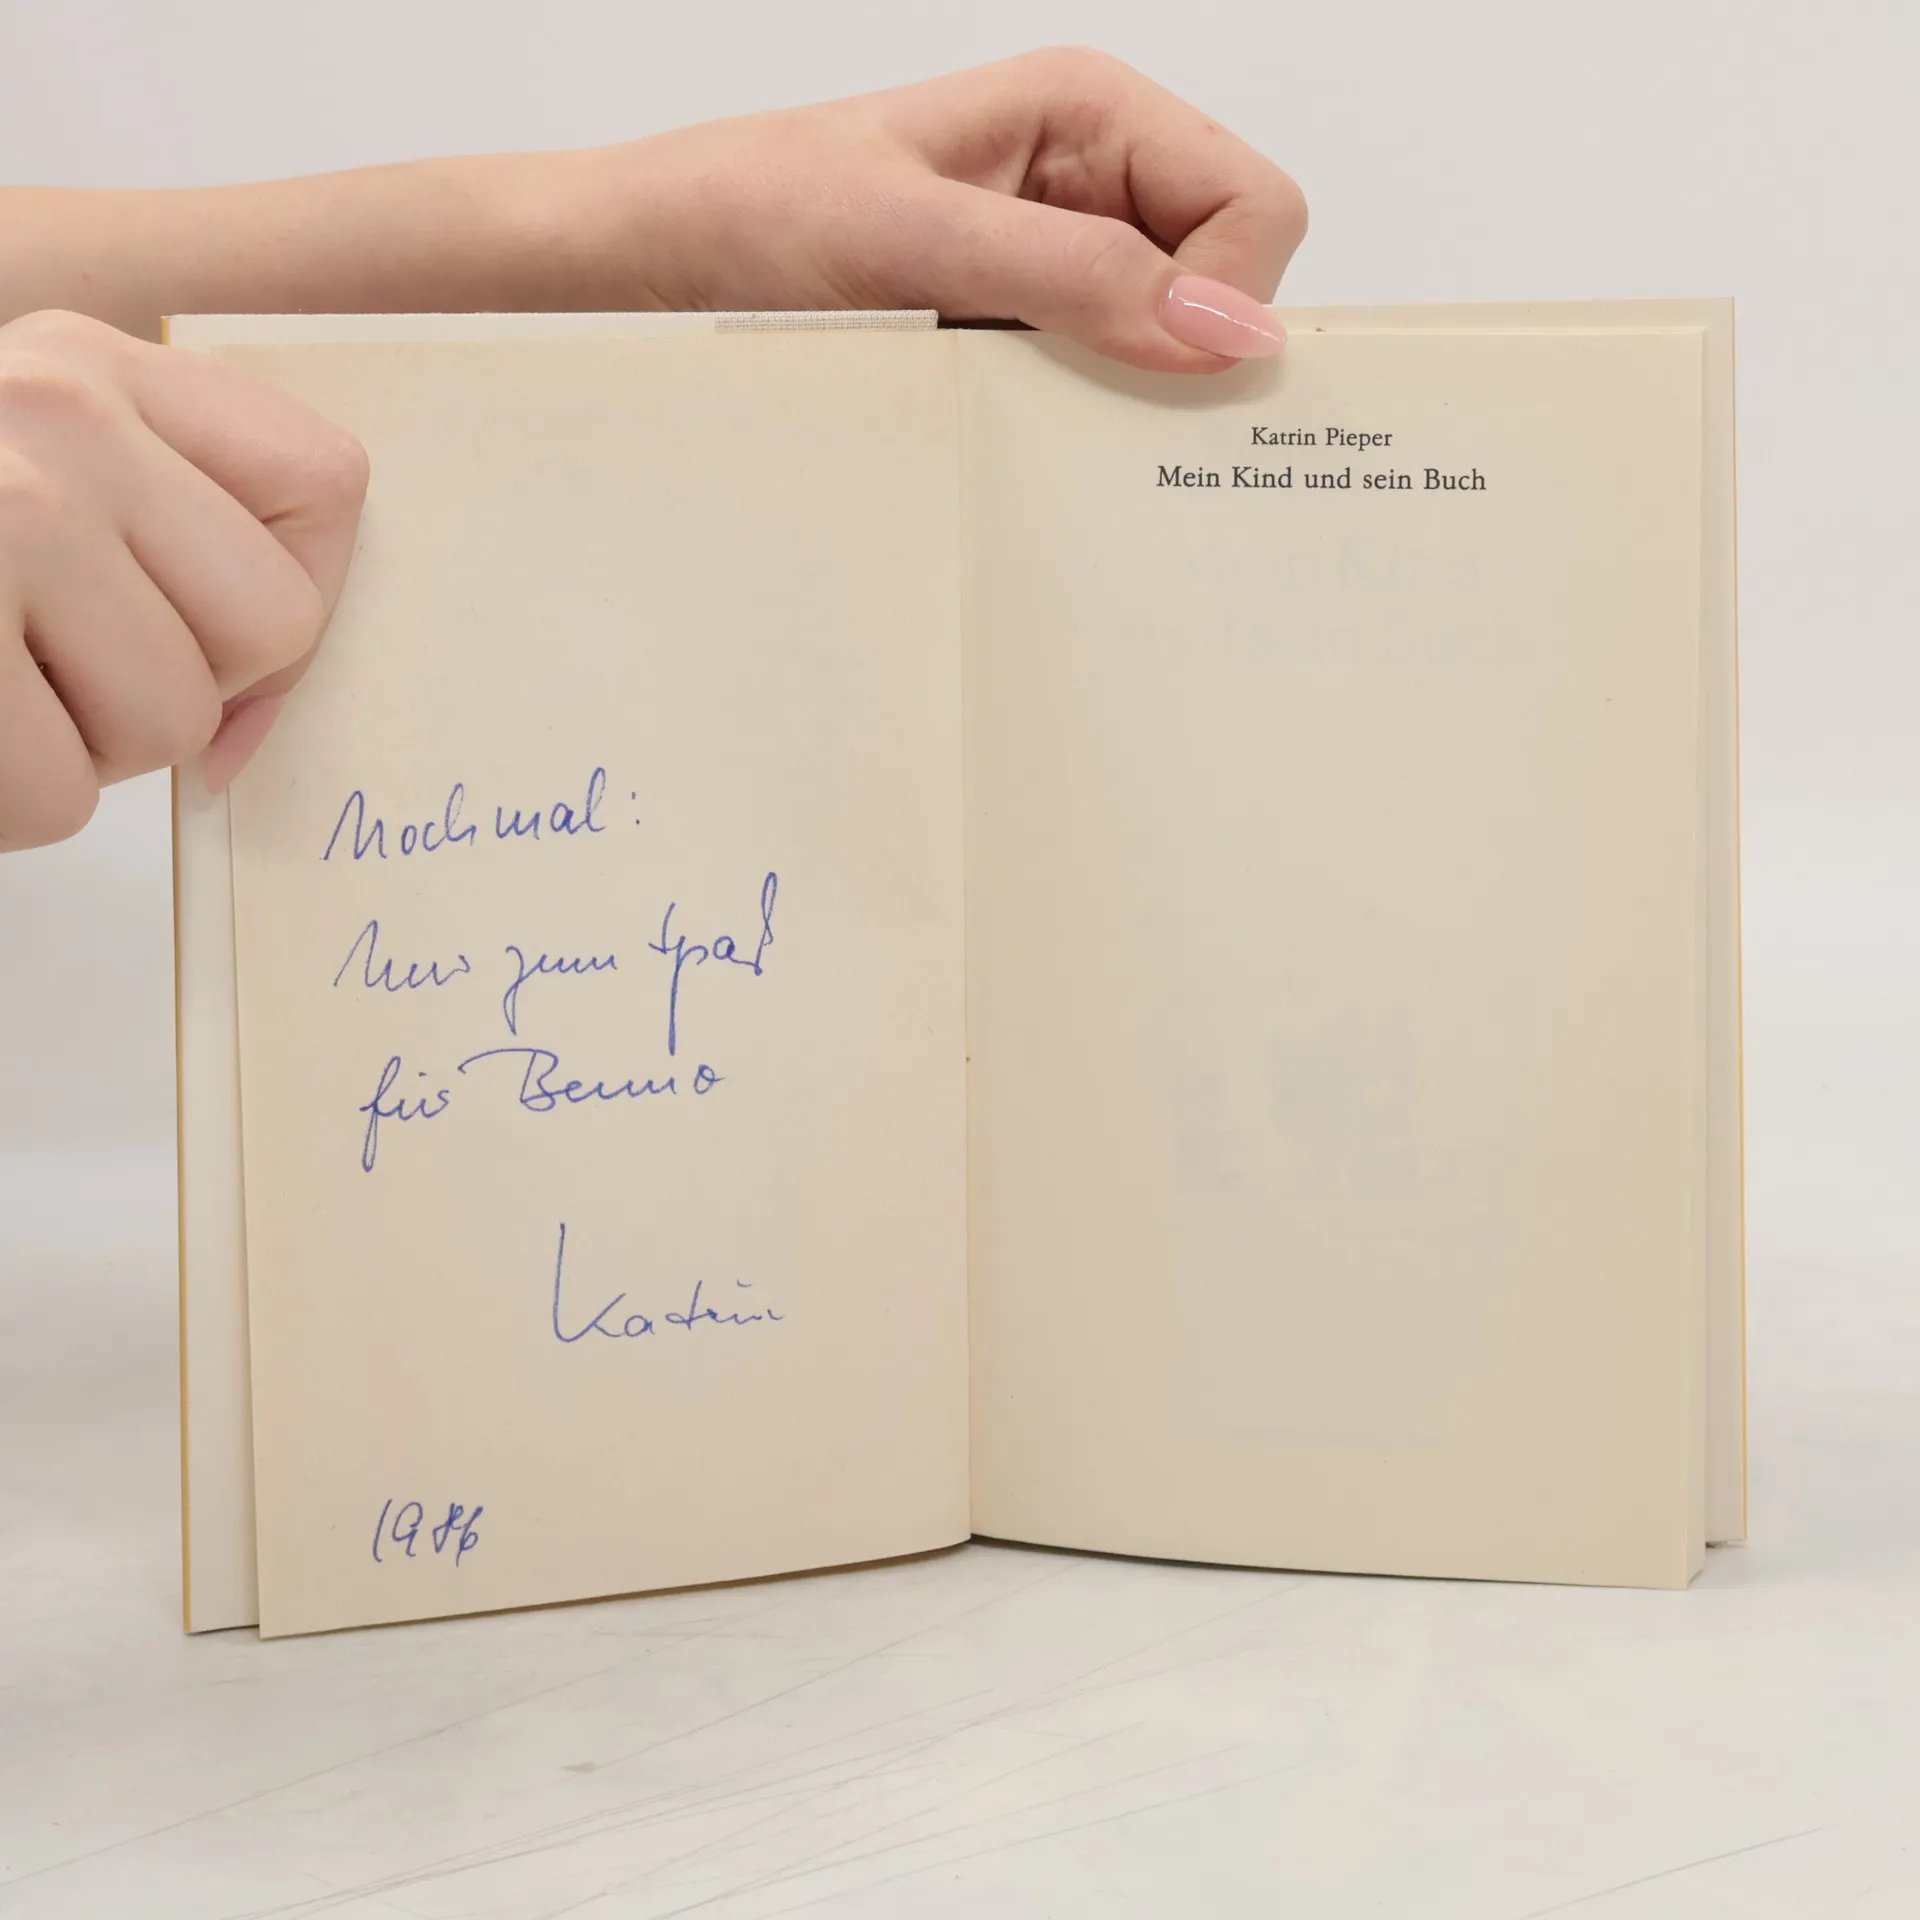 Nochmal:
Nur zum Spaß
für Benno
Katrin
1986
Katrin Pieper
Mein Kind und sein Buch